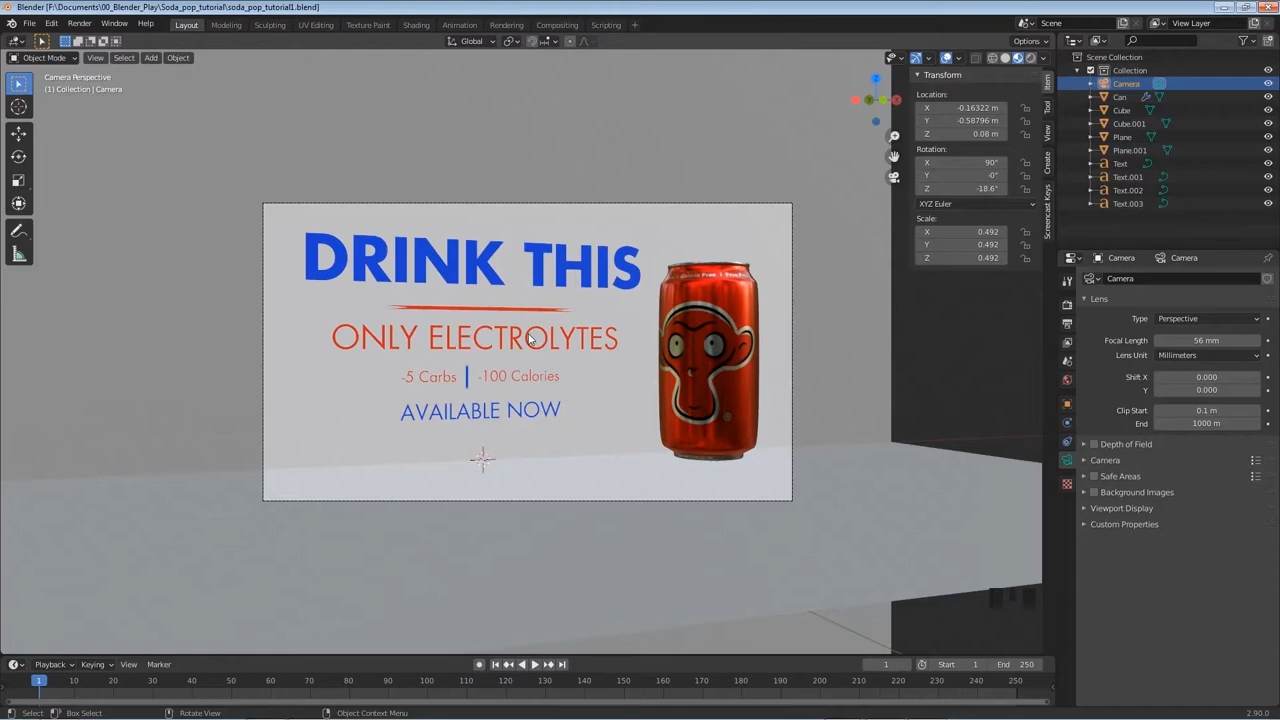 Blender [F:\Documents\00_Blender_Play\Soda_pop_tutorial\soda_pop_tutorial1.blend]
File Edit Render Window Help Layout Modeling Sculpting UV Editing Texture Paint Shading Animation Rendering Compositing Scripting + Scene View Layer
Global Options
Object Mode View Select Add Object
Camera Perspective
(1) Collection | Camera
DRINK THIS
ONLY ELECTROLYTES
-5 Carbs | -100 Calories
AVAILABLE NOW
Transform
Location:
X -0.16322 m
Y -0.58796 m
Z 0.08 m
Rotation:
X 90°
Y -0°
Z -18.6°
XYZ Euler
Scale:
X 0.492
Y 0.492
Z 0.492
Item
Tool
View
Create
Screencast Keys
Scene Collection
Collection
Camera
Can
Cube
Cube.001
Plane
Plane.001
Text
Text.001
Text.002
Text.003
Camera Camera
Camera
Lens
Type Perspective
Focal Length 56 mm
Lens Unit Millimeters
Shift X 0.000
Y 0.000
Clip Start 0.1 m
End 1000 m
Depth of Field
Camera
Safe Areas
Background Images
Viewport Display
Custom Properties
Playback Keying View Marker 1 Start 1 End 250
1 10 20 30 40 50 60 70 80 90 100 110 120 130 140 150 160 170 180 190 200 210 220 230 240 250
Select Box Select Rotate View Object Context Menu 2.90.0